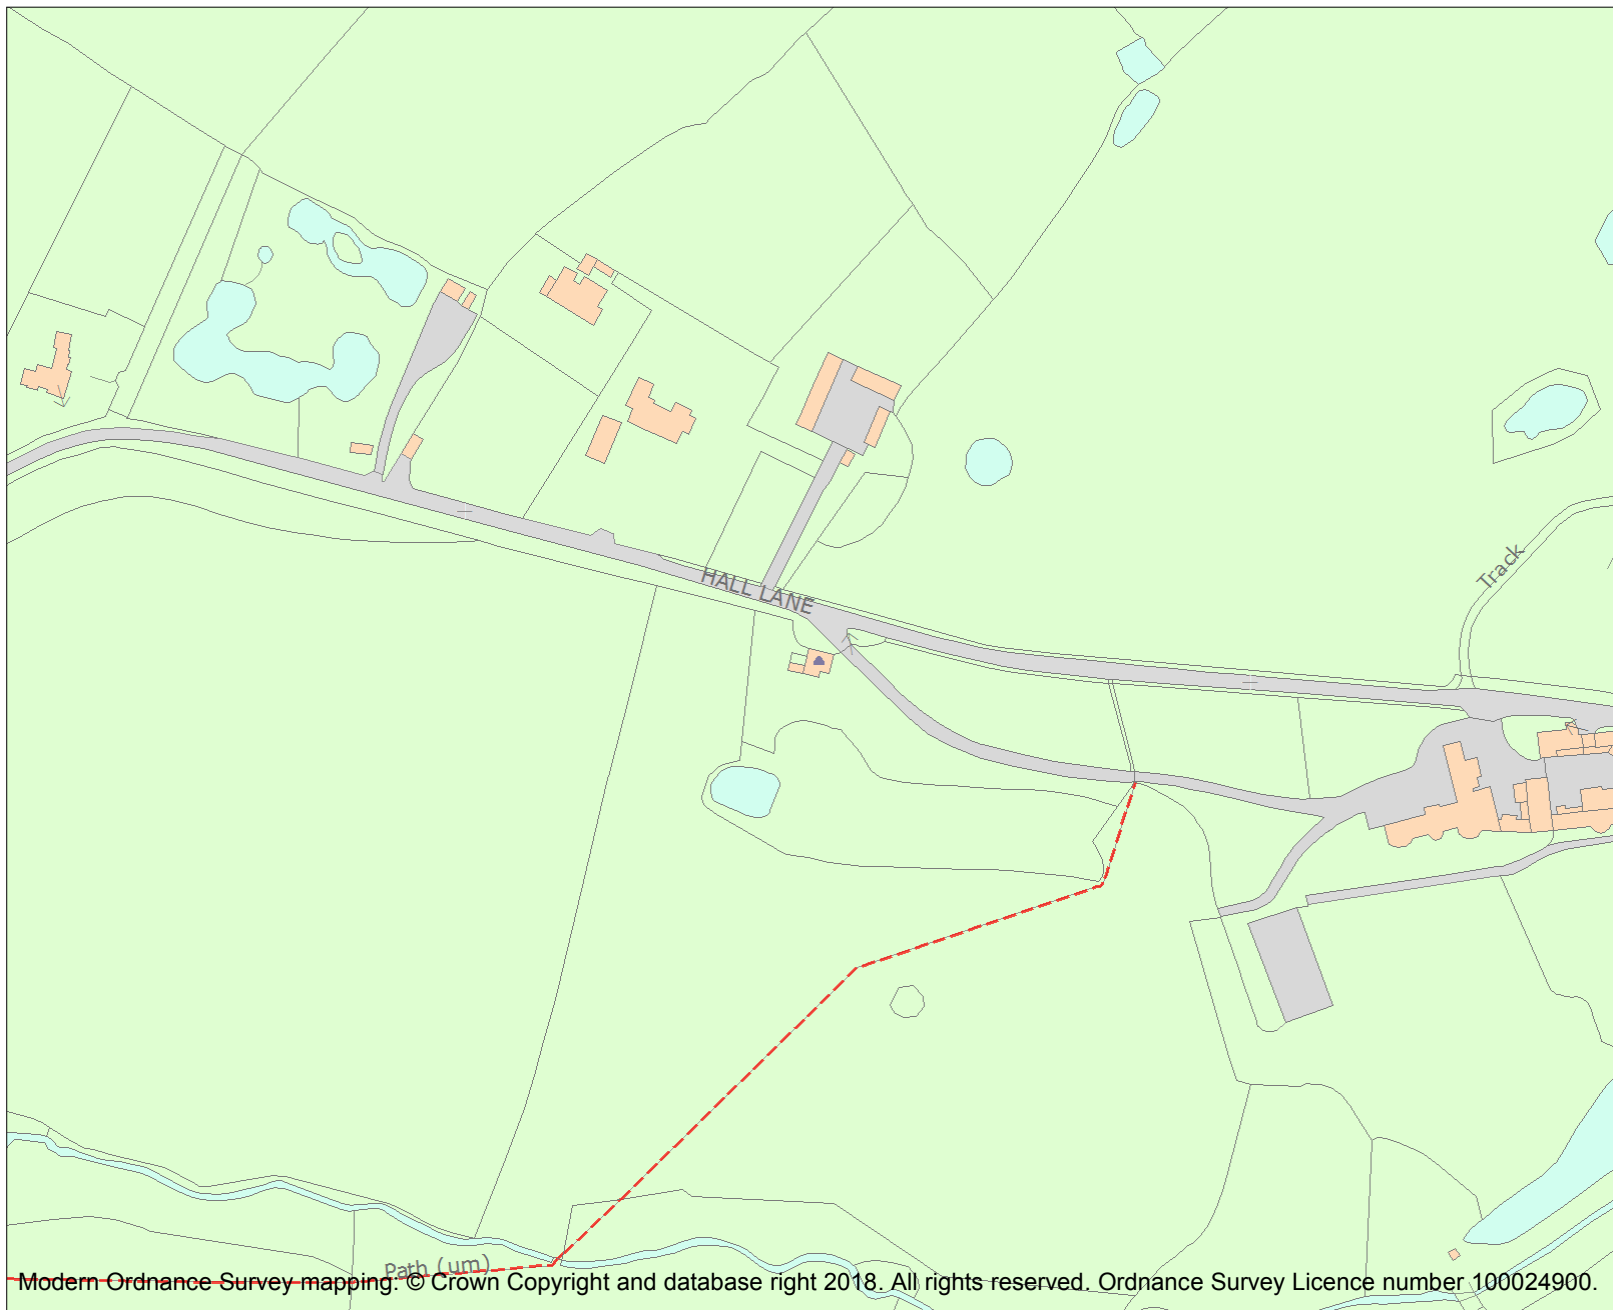 Track
HALL LANE
Path (um)
Modern Ordnance Survey mapping: © Crown Copyright and database right 2018. All rights reserved. Ordnance Survey Licence number 100024900.